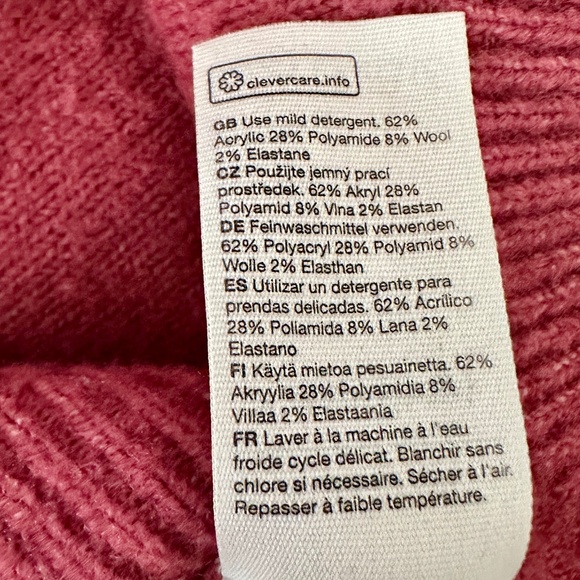 clevercare.info
GB Use mild detergent. 62%
Acrylic 28% Polyamide 8% Wool
2% Elastane
CZ Použijte jemný prací
prostředek. 62% Akryl 28%
Polyamid 8% Vlna 2% Elastan
DE Feinwaschmittel verwenden.
62% Polyacryl 28% Polyamid 8%
Wolle 2% Elasthan
ES Utilizar un detergente para
prendas delicadas. 62% Acrílico
28% Poliamida 8% Lana 2%
Elastano
FI Käytä mietoa pesuainetta. 62%
Akryylia 28% Polyamidia 8%
Villaa 2% Elastaania
FR Laver à la machine à l'eau
froide cycle délicat. Blanchir sans
chlore si nécessaire. Sécher à l'air.
Repasser à faible température.